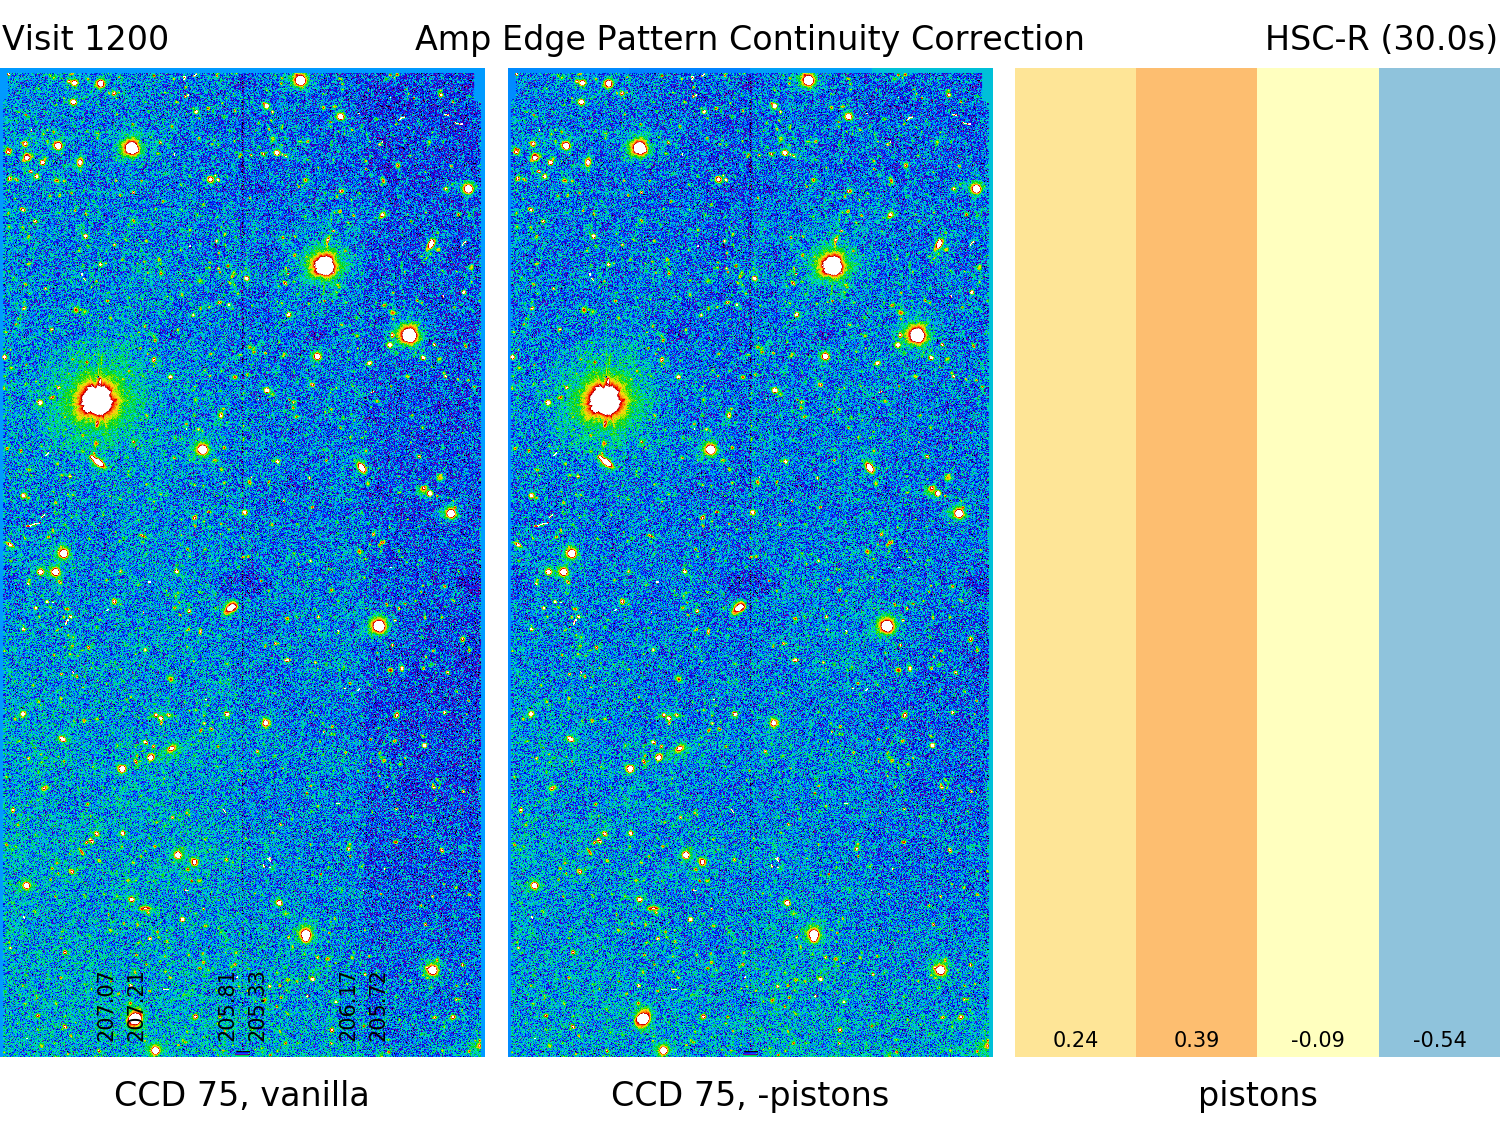 Visit 1200 Amp Edge Pattern Continuity Correction HSC-R (30.0s)
207.07 207.21 205.81 205.33 206.17 205.72
0.24 0.39 -0.09 -0.54
CCD 75, vanilla CCD 75, -pistons pistons